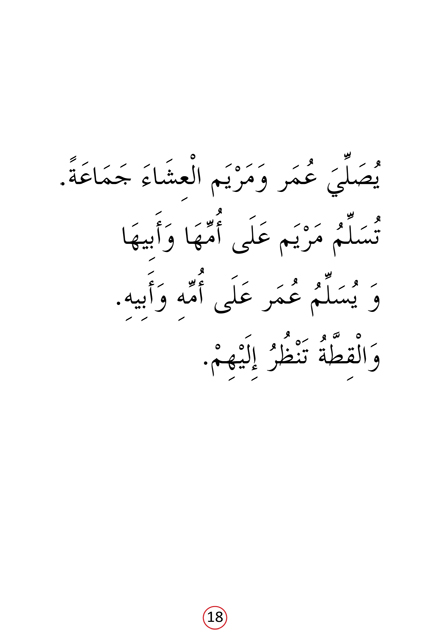 يُصَلِّيَ عُمَر وَمَرْيَم الْعِشَاءَ جَمَاعَةً.
تُسَلِّمُ مَرْيَم عَلَى أُمِّهَا وَأَبِيهَا
وَ يُسَلِّمُ عُمَر عَلَى أُمِّهِ وَأَبِيهِ.
وَالْقِطَّةُ تَنْظُرُ إِلَيْهِمْ.
18